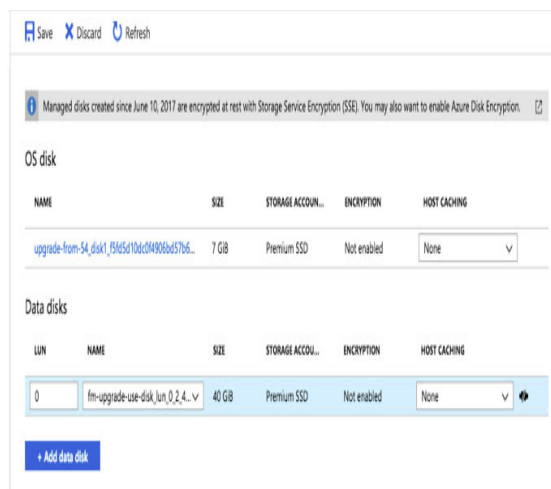 Save Discard Refresh
Managed disks created since June 10, 2017 are encrypted at rest with Storage Service Encryption (SSE). You may also want to enable Azure Disk Encryption.
OS disk
NAME SIZE STORAGE ACCOUN... ENCRYPTION HOST CACHING
upgrade-from-54_disk1_f5fd5d10dc0f4906bd57b6... 7 GiB Premium SSD Not enabled None
Data disks
LUN NAME SIZE STORAGE ACCOU... ENCRYPTION HOST CACHING
0 fm-upgrade-use-disk_lun_0_2_4... 40 GiB Premium SSD Not enabled None
+ Add data disk